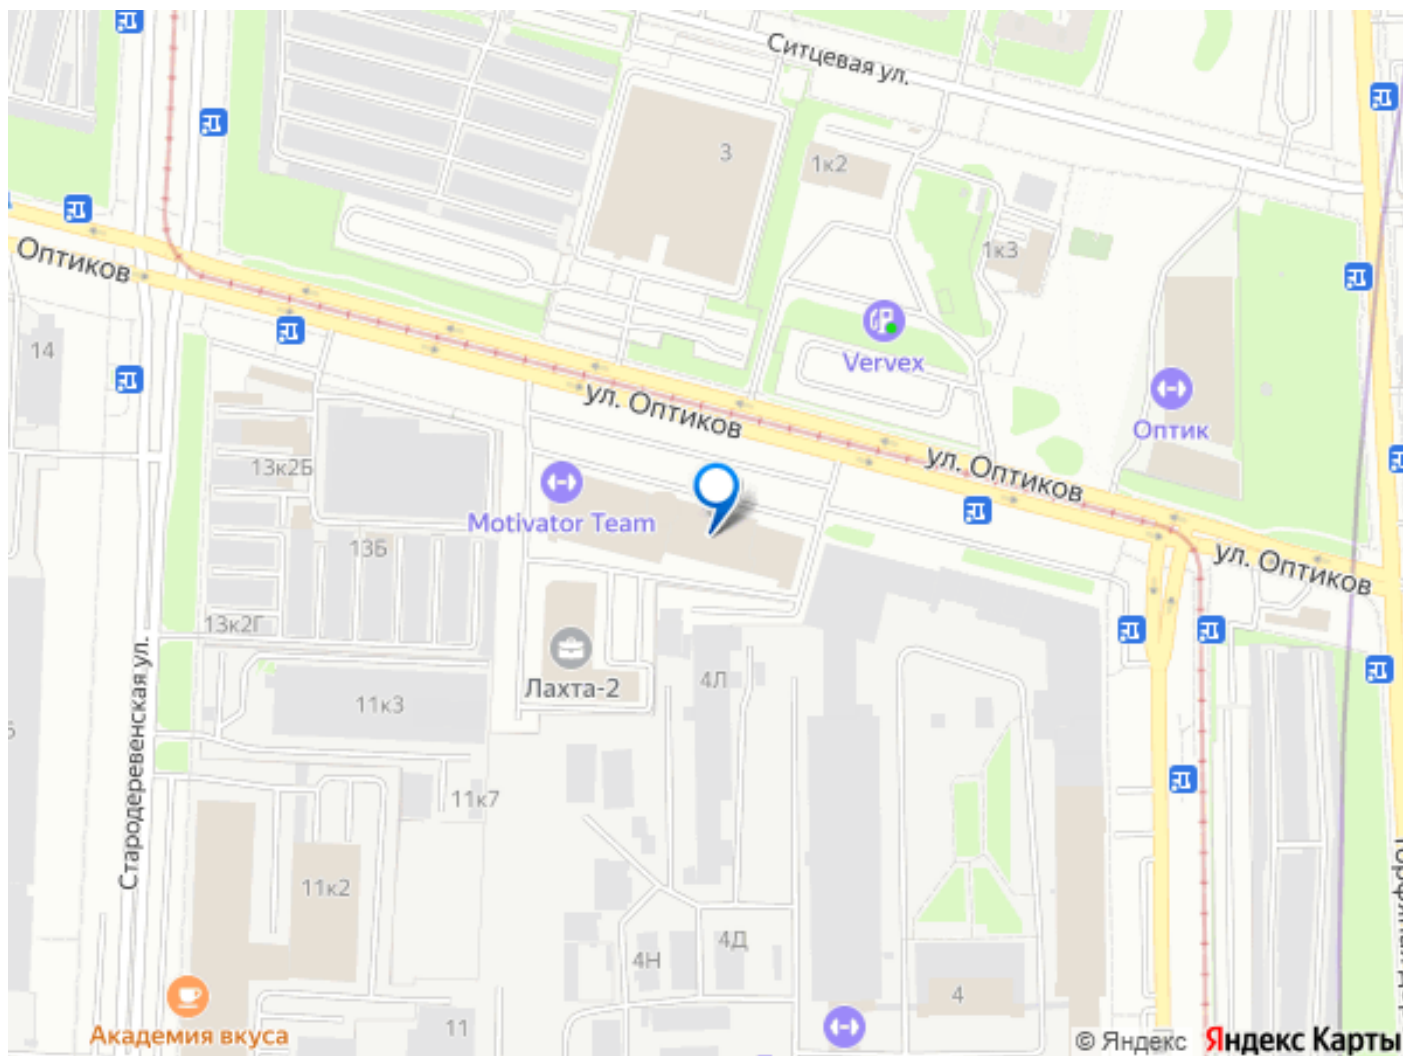 Ситцевая ул.
3
1к2
1к3
Оптиков
14
Vervex
Оптик
ул. Оптиков
ул. Оптиков
ул. Оптиков
13к2Б
Motivator Team
13Б
13к2Г
Стародеревенская ул.
Лахта-2
4Л
11к3
11к7
11к2
4Д
4Н
4
11
Академия вкуса
© Яндекс
Яндекс Карты